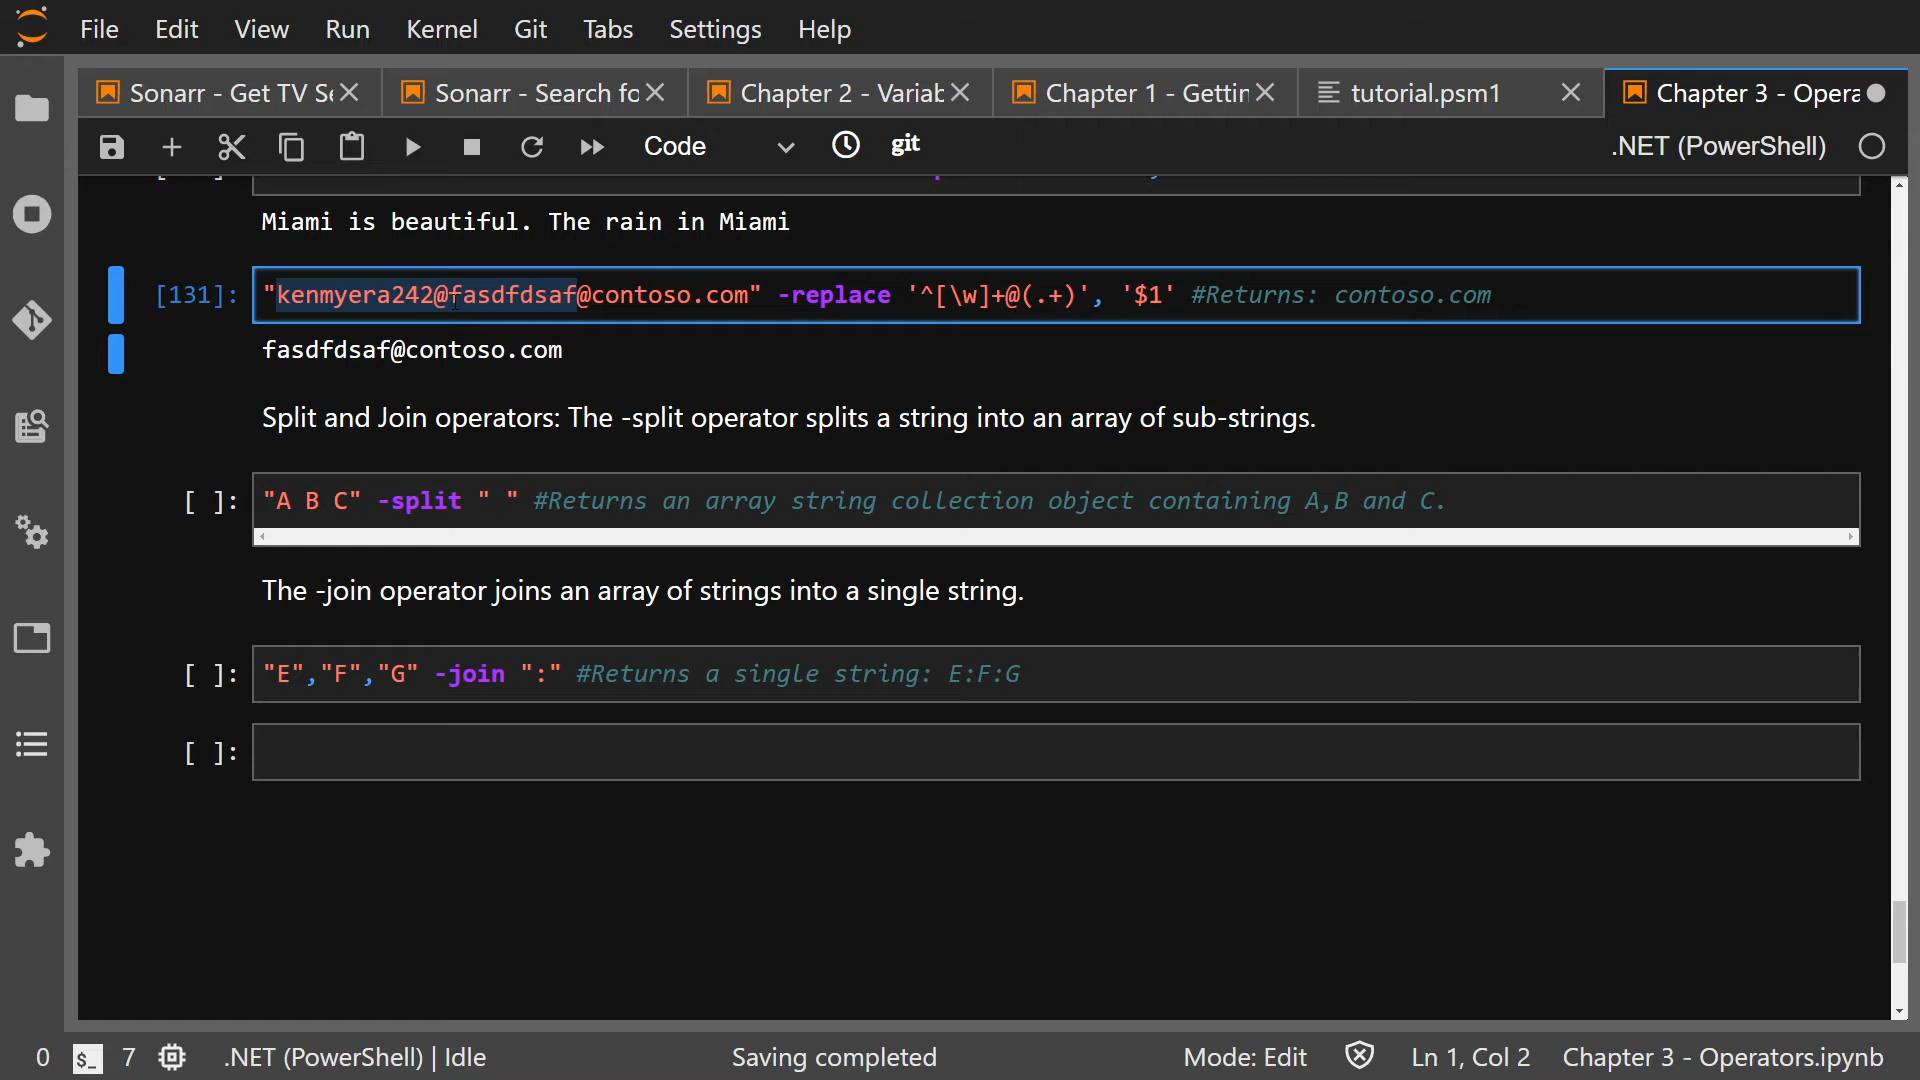 File Edit View Run Kernel Git Tabs Settings Help
Sonarr - Get TV Se Sonarr - Search fo Chapter 2 - Variab Chapter 1 - Gettin tutorial.psm1 Chapter 3 - Opera
Code git .NET (PowerShell)
Miami is beautiful. The rain in Miami
[131]: "kenmyera242@fasdfdsaf@contoso.com" -replace '^[\w]+@(.+)', '$1' #Returns: contoso.com
fasdfdsaf@contoso.com
Split and Join operators: The -split operator splits a string into an array of sub-strings.
[ ]: "A B C" -split " " #Returns an array string collection object containing A,B and C.
The -join operator joins an array of strings into a single string.
[ ]: "E","F","G" -join ":" #Returns a single string: E:F:G
[ ]:
0 $_ 7 .NET (PowerShell) | Idle Saving completed Mode: Edit Ln 1, Col 2 Chapter 3 - Operators.ipynb